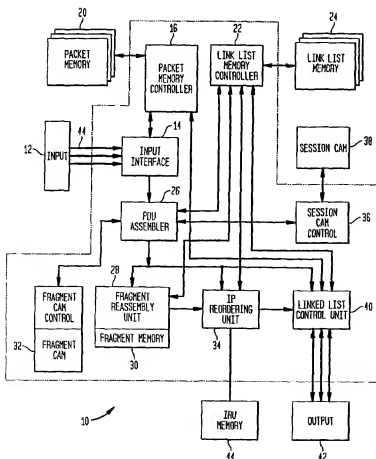 20
PACKET
MEMORY
16
PACKET
MEMORY
CONTROLLER
22
LINK LIST
MEMORY
CONTROLLER
24
LINK LIST
MEMORY
12
INPUT
44
14
INPUT
INTERFACE
SESSION CAM
38
26
PDU
ASSEMBLER
SESSION
CAM CONTROL
36
FRAGMENT
CAM CONTROL
FRAGMENT
CAM
32
28
FRAGMENT
REASSEMBLY
UNIT
FRAGMENT MEMORY
30
IP
REORDERING
UNIT
34
LINKED LIST
CONTROL UNIT
40
10
IRU
MEMORY
44
OUTPUT
42